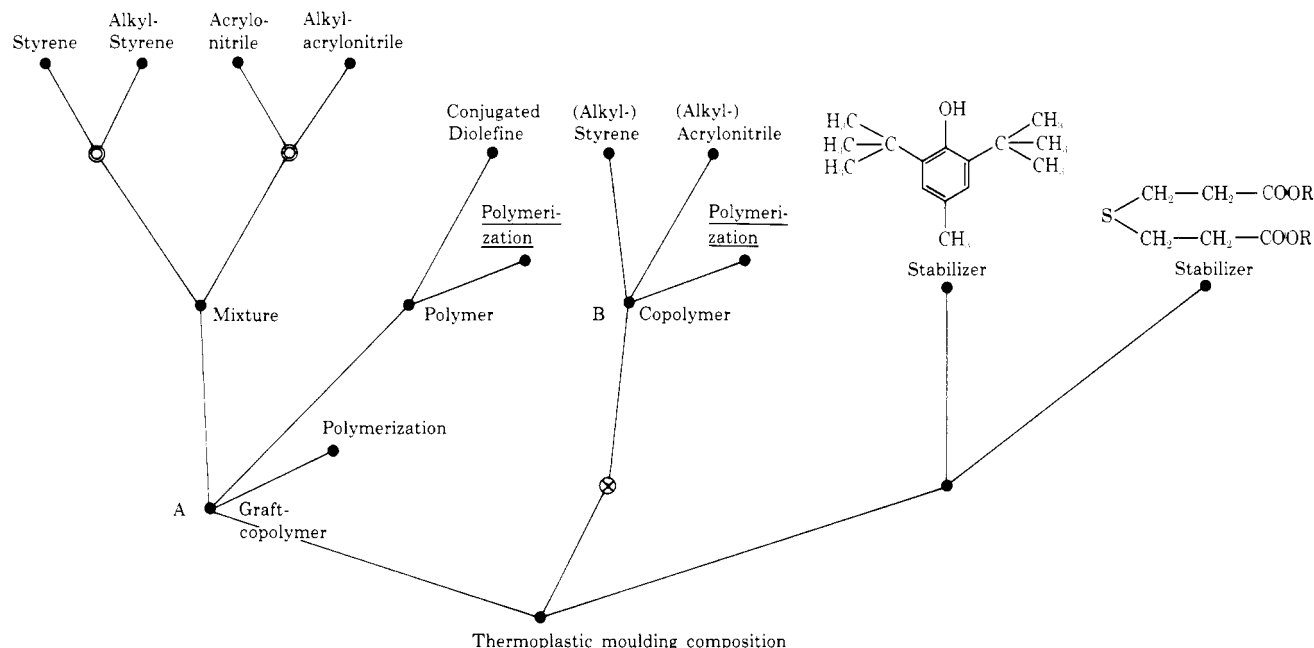 Styrene
Alkyl-
Styrene
Acrylo-
nitrile
Alkyl-
acrylonitrile
Conjugated
Diolefine
(Alkyl-)
Styrene
(Alkyl-)
Acrylonitrile
Polymeri-
zation
Polymeri-
zation
OH
H₃C
H₃C—C
H₃C
CH₃
C—CH₃
CH₃
CH₃
Stabilizer
CH₂—CH₂—COOR
S
CH₂—CH₂—COOR
Stabilizer
Mixture
Polymer
B Copolymer
Polymerization
A Graft-
copolymer
Thermoplastic moulding composition